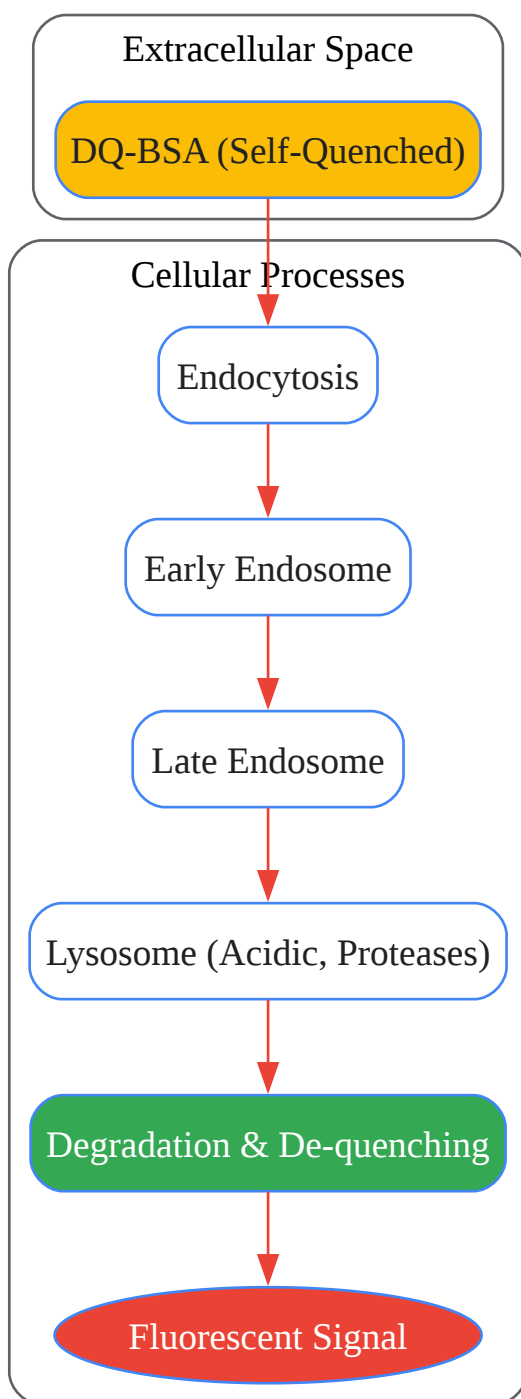 Extracellular Space
DQ-BSA (Self-Quenched)
Cellular Processes
Endocytosis
Early Endosome
Late Endosome
Lysosome (Acidic, Proteases)
Degradation & De-quenching
Fluorescent Signal